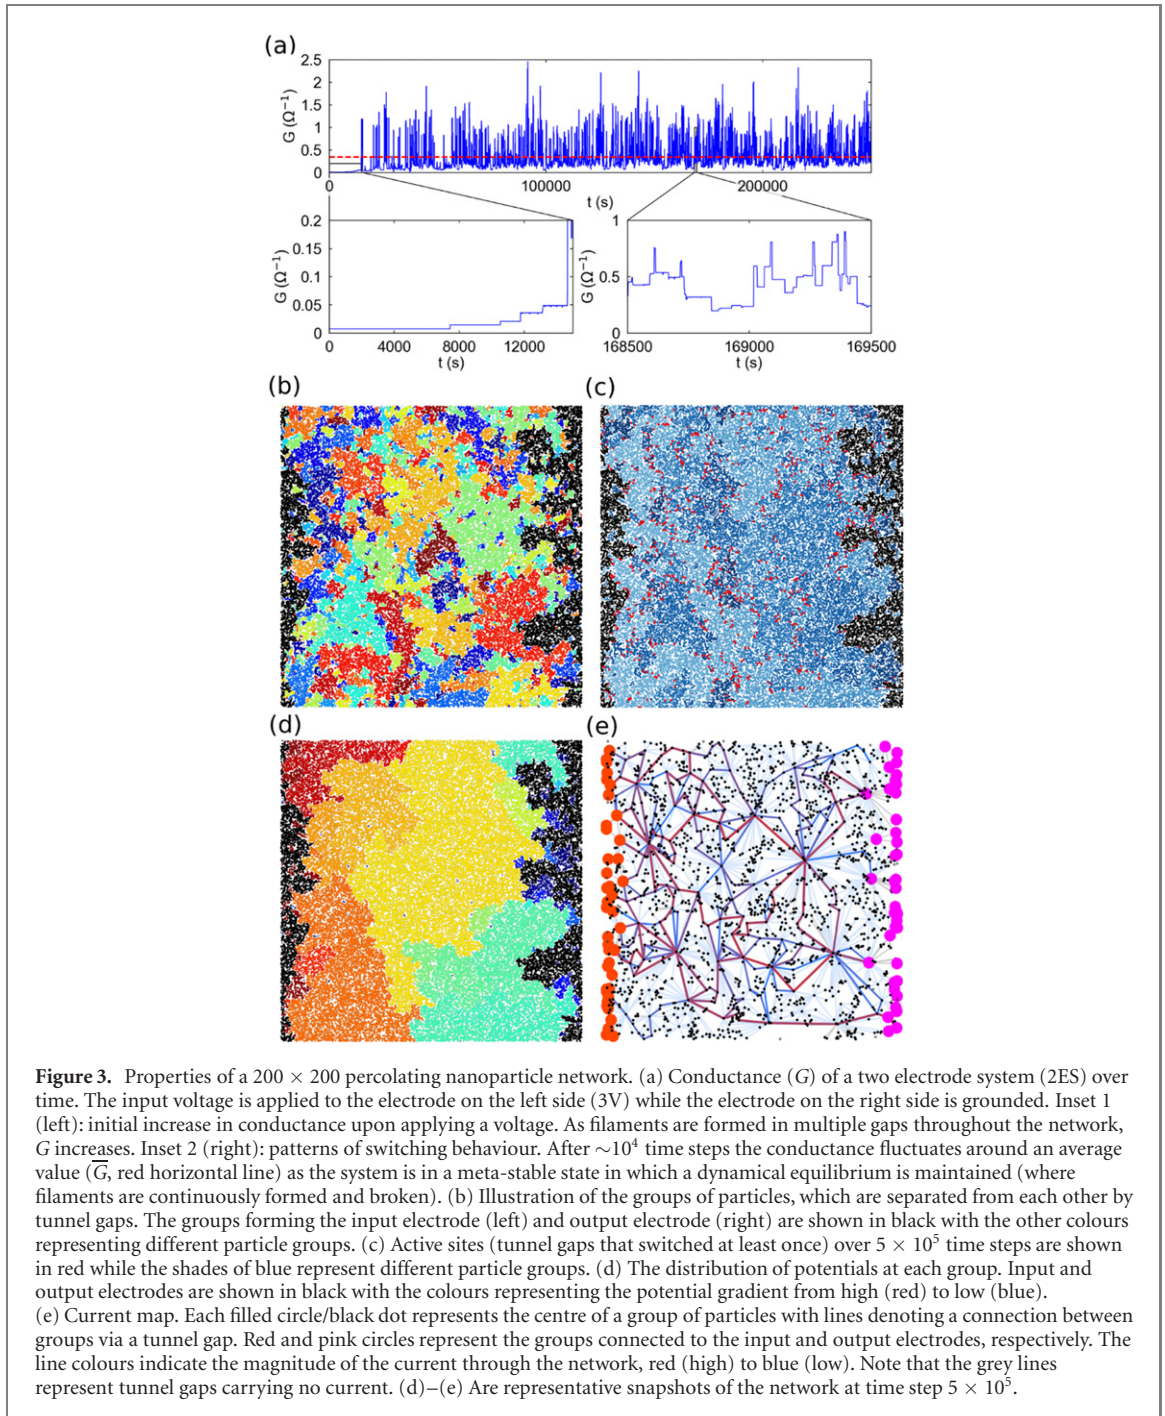 (a)
2.5
2
1.5
1
0.5
0
G (Ω⁻¹)
100000
200000
t (s)
0.2
0.15
0.1
0.05
0
G (Ω⁻¹)
0
4000
8000
12000
t (s)
1
0.5
0
G (Ω⁻¹)
168500
169000
169500
t (s)
(b)
(c)
(d)
(e)
Figure 3. Properties of a 200 × 200 percolating nanoparticle network. (a) Conductance (G) of a two electrode system (2ES) over
time. The input voltage is applied to the electrode on the left side (3V) while the electrode on the right side is grounded. Inset 1
(left): initial increase in conductance upon applying a voltage. As filaments are formed in multiple gaps throughout the network,
G increases. Inset 2 (right): patterns of switching behaviour. After ∼10⁴ time steps the conductance fluctuates around an average
value (G̅, red horizontal line) as the system is in a meta-stable state in which a dynamical equilibrium is maintained (where
filaments are continuously formed and broken). (b) Illustration of the groups of particles, which are separated from each other by
tunnel gaps. The groups forming the input electrode (left) and output electrode (right) are shown in black with the other colours
representing different particle groups. (c) Active sites (tunnel gaps that switched at least once) over 5 × 10⁵ time steps are shown
in red while the shades of blue represent different particle groups. (d) The distribution of potentials at each group. Input and
output electrodes are shown in black with the colours representing the potential gradient from high (red) to low (blue).
(e) Current map. Each filled circle/black dot represents the centre of a group of particles with lines denoting a connection between
groups via a tunnel gap. Red and pink circles represent the groups connected to the input and output electrodes, respectively. The
line colours indicate the magnitude of the current through the network, red (high) to blue (low). Note that the grey lines
represent tunnel gaps carrying no current. (d)–(e) Are representative snapshots of the network at time step 5 × 10⁵.